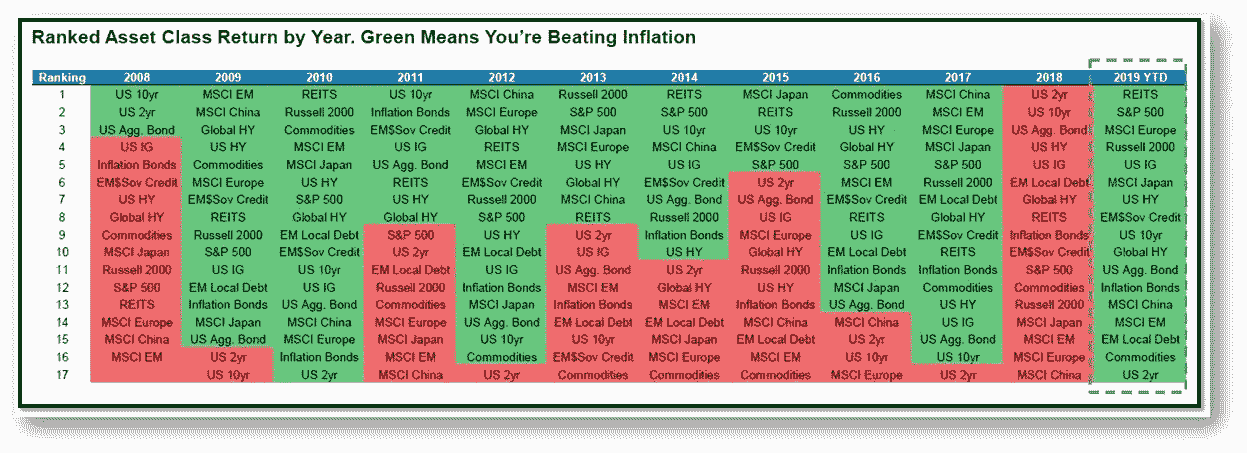 Ranked Asset Class Return by Year. Green Means You're Beating Inflation
Ranking 2008 2009 2010 2011 2012 2013 2014 2015 2016 2017 2018 2019 YTD
1 US 10yr MSCI EM REITS US 10yr MSCI China Russell 2000 REITS MSCI Japan Commodities MSCI China US 2yr REITS
2 US 2yr MSCI China Russell 2000 Inflation Bonds MSCI Europe S&P 500 S&P 500 REITS Russell 2000 MSCI EM US 10yr S&P 500
3 US Agg. Bond Global HY Commodities EM$Sov Credit Global HY MSCI Japan US 10yr US 10yr US HY MSCI Europe US Agg. Bond MSCI Europe
4 US IG US HY MSCI EM US IG REITS MSCI Europe MSCI China EM$Sov Credit Global HY MSCI Japan US HY Russell 2000
5 Inflation Bonds Commodities MSCI Japan US Agg. Bond MSCI EM US HY US IG S&P 500 S&P 500 S&P 500 US IG US IG
6 EM$Sov Credit MSCI Europe US HY REITS EM$Sov Credit Global HY EM$Sov Credit US 2yr MSCI EM Russell 2000 EM Local Debt MSCI Japan
7 US HY EM$Sov Credit S&P 500 US HY Russell 2000 MSCI China US Agg. Bond US Agg. Bond EM$Sov Credit EM Local Debt Global HY US HY
8 Global HY REITS Global HY Global HY S&P 500 REITS Russell 2000 US IG REITS Global HY REITS EM$Sov Credit
9 Commodities Russell 2000 EM Local Debt S&P 500 US HY US 2yr Inflation Bonds MSCI Europe US IG EM$Sov Credit Inflation Bonds US 10yr
10 MSCI Japan S&P 500 EM$Sov Credit US 2yr EM Local Debt US IG US HY Global HY EM Local Debt REITS EM$Sov Credit Global HY
11 Russell 2000 US IG US 10yr EM Local Debt US IG US Agg. Bond US 2yr Russell 2000 Inflation Bonds Inflation Bonds S&P 500 US Agg. Bond
12 S&P 500 EM Local Debt US IG Russell 2000 Inflation Bonds MSCI EM Global HY US HY US Agg. Bond Commodities Commodities Inflation Bonds
13 REITS Inflation Bonds US Agg. Bond Commodities MSCI Japan Inflation Bonds MSCI EM Inflation Bonds US 2yr US HY Russell 2000 MSCI China
14 MSCI Europe MSCI Japan MSCI China MSCI Europe US Agg. Bond EM Local Debt EM Local Debt MSCI China MSCI China US IG MSCI Japan MSCI EM
15 MSCI China US Agg. Bond MSCI Europe MSCI Japan US 10yr US 10yr MSCI Japan EM Local Debt US 2yr US Agg. Bond MSCI EM EM Local Debt
16 MSCI EM US 2yr Inflation Bonds MSCI EM Commodities EM$Sov Credit MSCI Europe MSCI EM US 10yr US 10yr MSCI Europe Commodities
17 US 10yr US 2yr MSCI China US 2yr Commodities Commodities Commodities MSCI Europe US 2yr MSCI China US 2yr